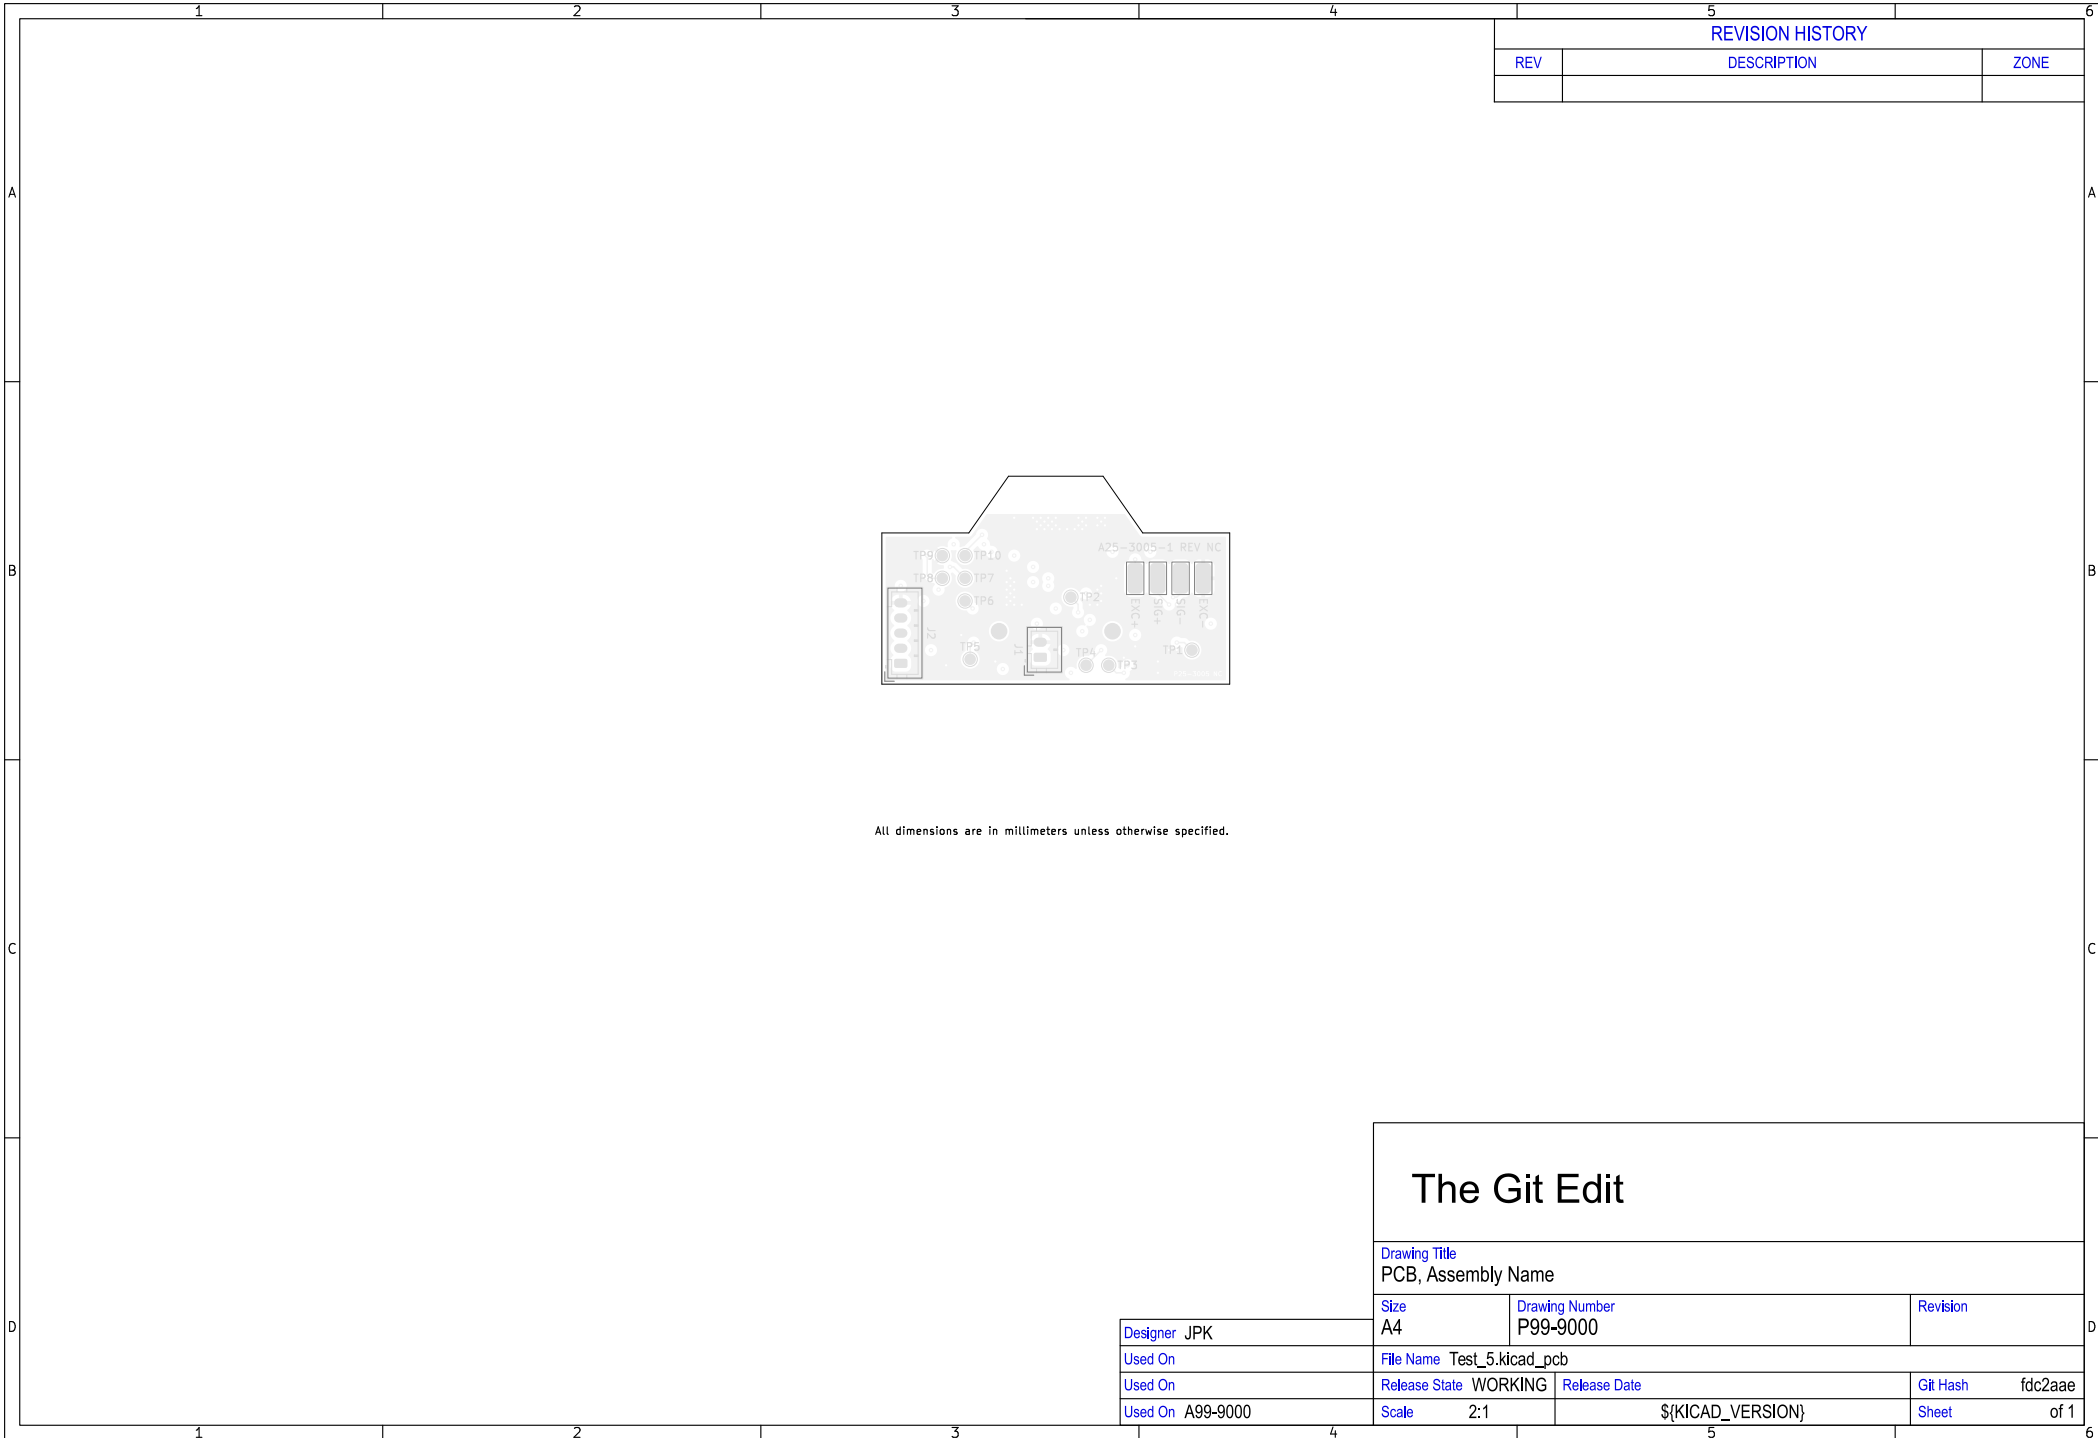 1 2 3 4 5 6
REVISION HISTORY
REV DESCRIPTION ZONE
A A
A25-3005-1 REV NC
TP9 TP10
B B
TP8 TP7
TP6 TP2
EXC+ SIG+ SIG- EXC-
J2
TP5 J1 TP4 TP3 TP1
All dimensions are in millimeters unless otherwise specified.
C C
The Git Edit
Drawing Title
PCB, Assembly Name
Size Drawing Number Revision
A4 P99-9000
D D
Designer JPK
Used On File Name Test_5.kicad_pcb
Used On Release State WORKING Release Date Git Hash fdc2aae
Used On A99-9000 Scale 2:1 ${KICAD_VERSION} Sheet of 1
1 2 3 4 5 6